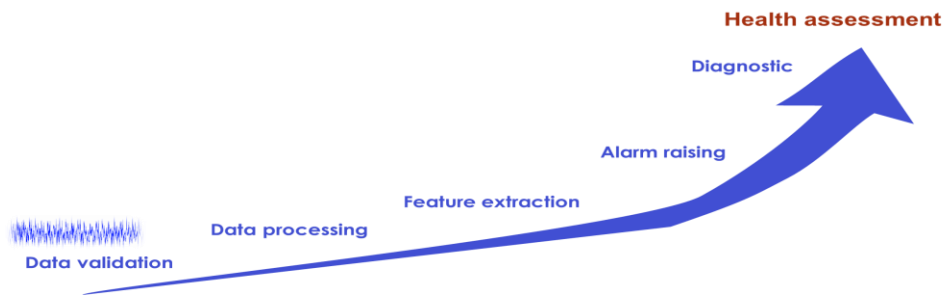 Health assessment
Diagnostic
Alarm raising
Feature extraction
Data processing
Data validation